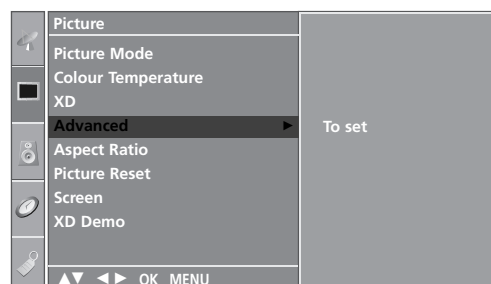 Picture
Picture Mode
Colour Temperature
XD
Advanced ► To set
Aspect Ratio
Picture Reset
Screen
XD Demo
▲▼ ◄► OK MENU